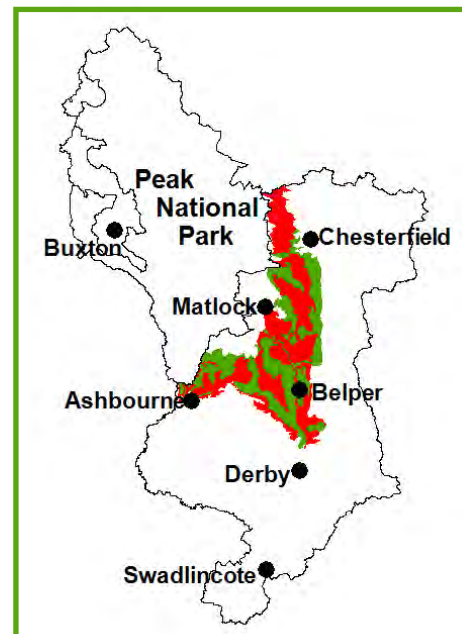 Peak
National
Park
Buxton
Chesterfield
Matlock
Ashbourne
Belper
Derby
Swadlincote